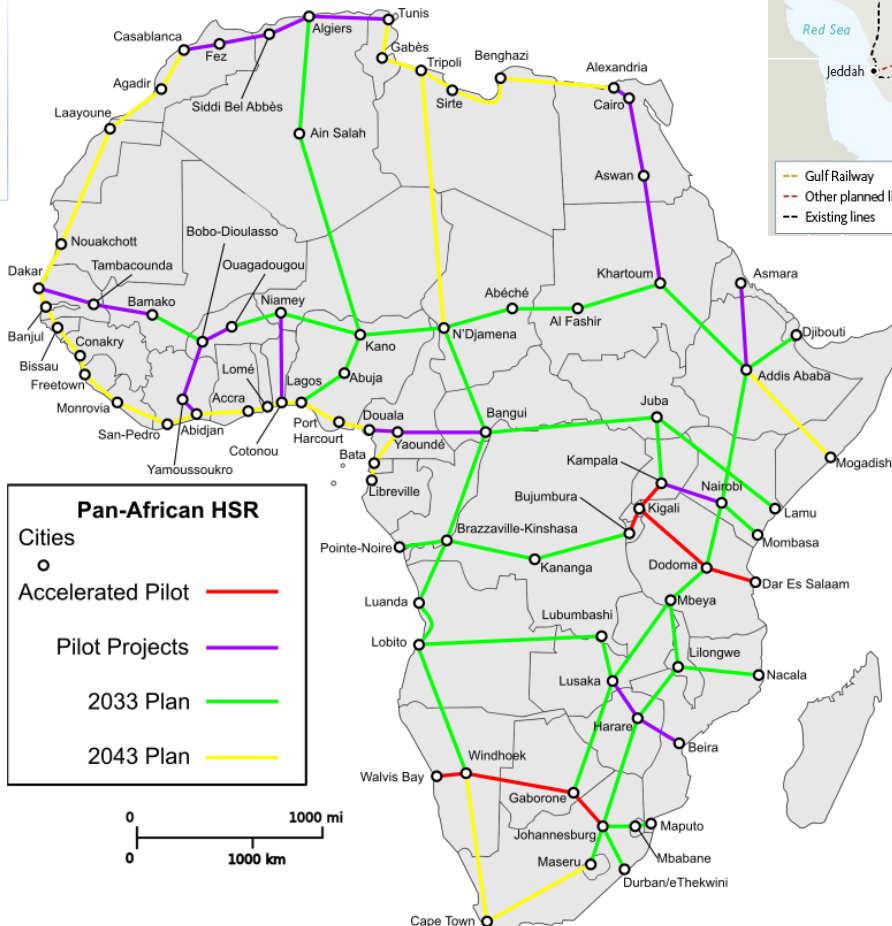 Tunis
Algiers
Casablanca
Fez
Gabès
Tripoli
Benghazi
Alexandria
Agadir
Siddi Bel Abbès
Sirte
Cairo
Laayoune
Ain Salah
Aswan
Nouakchott
Bobo-Dioulasso
Dakar
Tambacounda
Ouagadougou
Khartoum
Asmara
Bamako
Niamey
Abéché
Banjul
N'Djamena
Al Fashir
Djibouti
Bissau
Conakry
Kano
Freetown
Lomé
Abuja
Addis Ababa
Accra
Lagos
Juba
Monrovia
Douala
Bangui
San-Pedro
Abidjan
Port
Harcourt
Yaoundé
Cotonou
Bata
Kampala
Mogadish
Yamoussoukro
Libreville
Bujumbura
Nairobi
Kigali
Lamu
Pan-African HSR
Cities
Accelerated Pilot
Pilot Projects
2033 Plan
2043 Plan
Brazzaville-Kinshasa
Mombasa
Pointe-Noire
Kananga
Dodoma
Dar Es Salaam
Luanda
Mbeya
Lubumbashi
Lobito
Lilongwe
Lusaka
Nacala
Harare
Beira
Windhoek
Walvis Bay
Gaborone
Johannesburg
Maputo
Mbabane
Maseru
Durban/eThekwini
Cape Town
0
1000 mi
0
1000 km
Red Sea
Jeddah
Gulf Railway
Other planned li
Existing lines